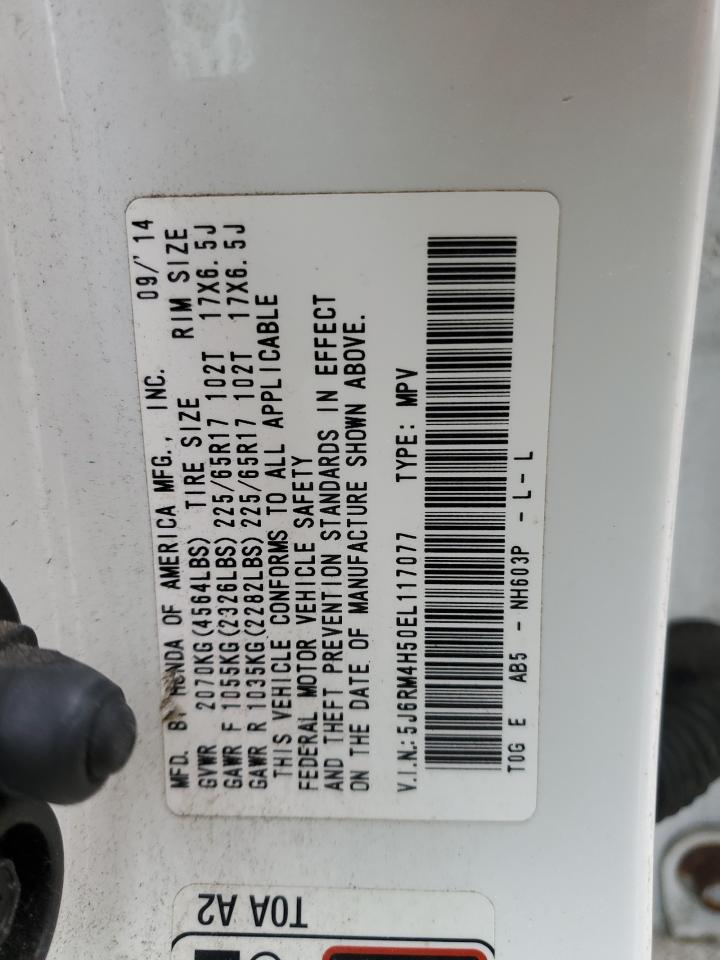 MFD. BY HONDA OF AMERICA MFG., INC. 09/'14
GVWR 2070KG(4564LBS) TIRE SIZE RIM SIZE
GAWR F 1055KG(2326LBS) 225/65R17 102T 17X6.5J
GAWR R 1035KG(2282LBS) 225/65R17 102T 17X6.5J
THIS VEHICLE CONFORMS TO ALL APPLICABLE
FEDERAL MOTOR VEHICLE SAFETY
AND THEFT PREVENTION STANDARDS IN EFFECT
ON THE DATE OF MANUFACTURE SHOWN ABOVE.
V.I.N.: 5J6RM4H50EL117077 TYPE: MPV
T0G E AB5 - NH603P - L - L
T0A A2